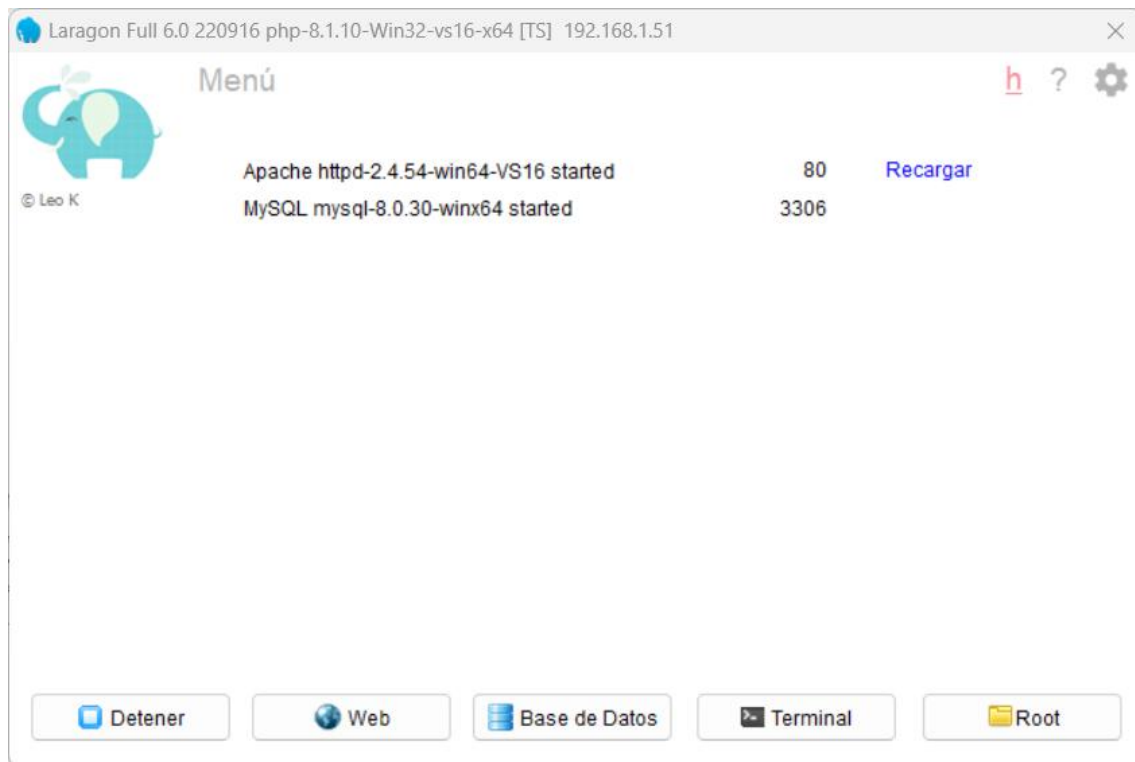 Laragon Full 6.0 220916 php-8.1.10-Win32-vs16-x64 [TS] 192.168.1.51
Menú h ?
Apache httpd-2.4.54-win64-VS16 started 80 Recargar
© Leo K
MySQL mysql-8.0.30-winx64 started 3306
Detener Web Base de Datos Terminal Root